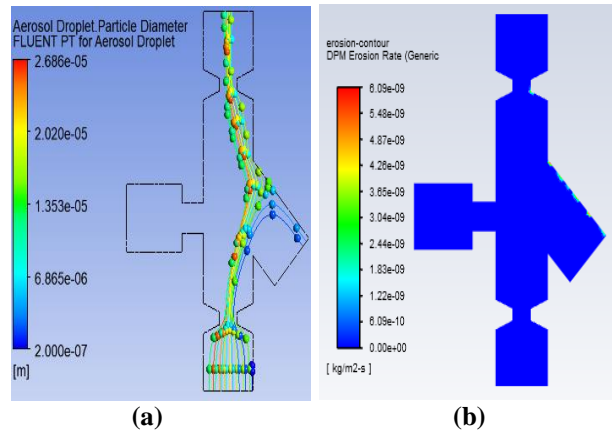 Aerosol Droplet.Particle Diameter
FLUENT PT for Aerosol Droplet
2.686e-05
2.020e-05
1.353e-05
6.865e-06
2.000e-07
[m]
(a)
erosion-contour
DPM Erosion Rate (Generic
6.09e-09
5.48e-09
4.87e-09
4.26e-09
3.65e-09
3.04e-09
2.44e-09
1.83e-09
1.22e-09
6.09e-10
0.00e+00
[ kg/m2-s ]
(b)